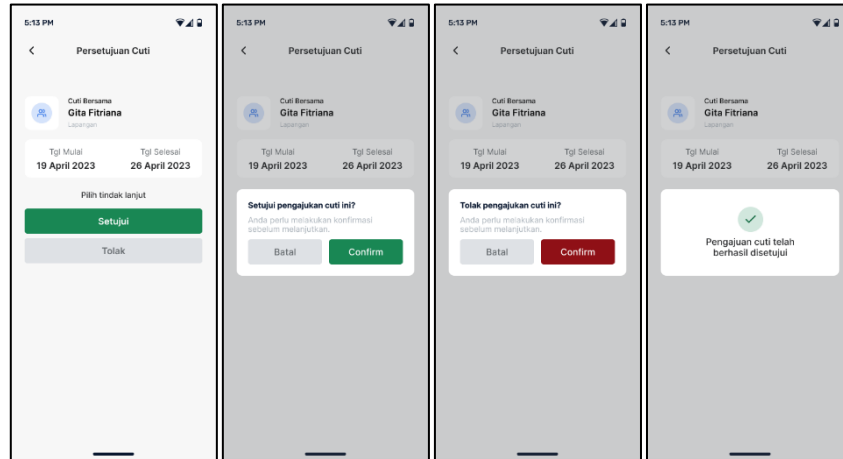 5:13 PM
Persetujuan Cuti
Cuti Bersama
Gita Fitriana
Lapangan
Tgl Mulai Tgl Selesai
19 April 2023 26 April 2023
Pilih tindak lanjut
Setujui
Tolak
5:13 PM
Persetujuan Cuti
Cuti Bersama
Gita Fitriana
Lapangan
Tgl Mulai Tgl Selesai
19 April 2023 26 April 2023
Setujui pengajukan cuti ini?
Anda perlu melakukan konfirmasi
sebelum melanjutkan.
Batal Confirm
5:13 PM
Persetujuan Cuti
Cuti Bersama
Gita Fitriana
Lapangan
Tgl Mulai Tgl Selesai
19 April 2023 26 April 2023
Tolak pengajukan cuti ini?
Anda perlu melakukan konfirmasi
sebelum melanjutkan.
Batal Confirm
5:13 PM
Persetujuan Cuti
Cuti Bersama
Gita Fitriana
Lapangan
Tgl Mulai Tgl Selesai
19 April 2023 26 April 2023
Pengajuan cuti telah
berhasil disetujui